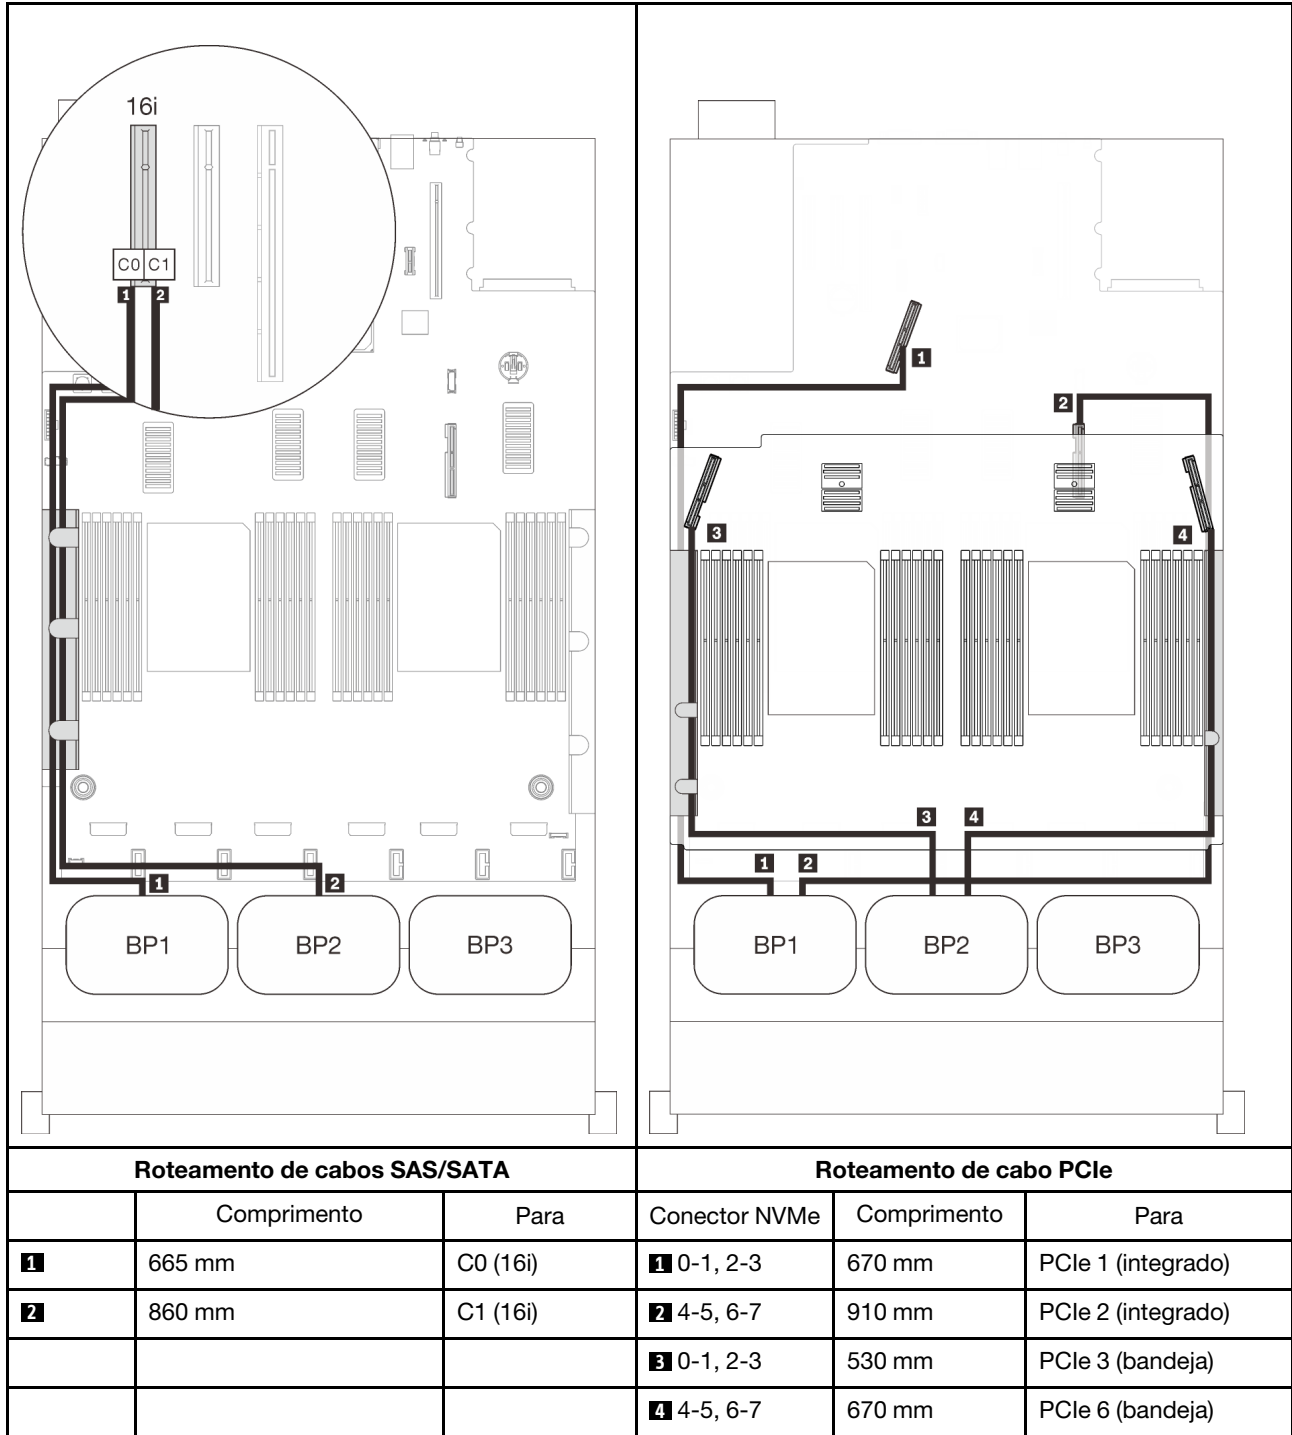 16i
C0 C1
1 2
1 2
BP1 BP2 BP3
1
2
3 4
3 4
1 2
BP1 BP2 BP3
Roteamento de cabos SAS/SATA
Roteamento de cabo PCIe
Comprimento Para Conector NVMe Comprimento Para
1 665 mm C0 (16i) 1 0-1, 2-3 670 mm PCIe 1 (integrado)
2 860 mm C1 (16i) 2 4-5, 6-7 910 mm PCIe 2 (integrado)
3 0-1, 2-3 530 mm PCIe 3 (bandeja)
4 4-5, 6-7 670 mm PCIe 6 (bandeja)